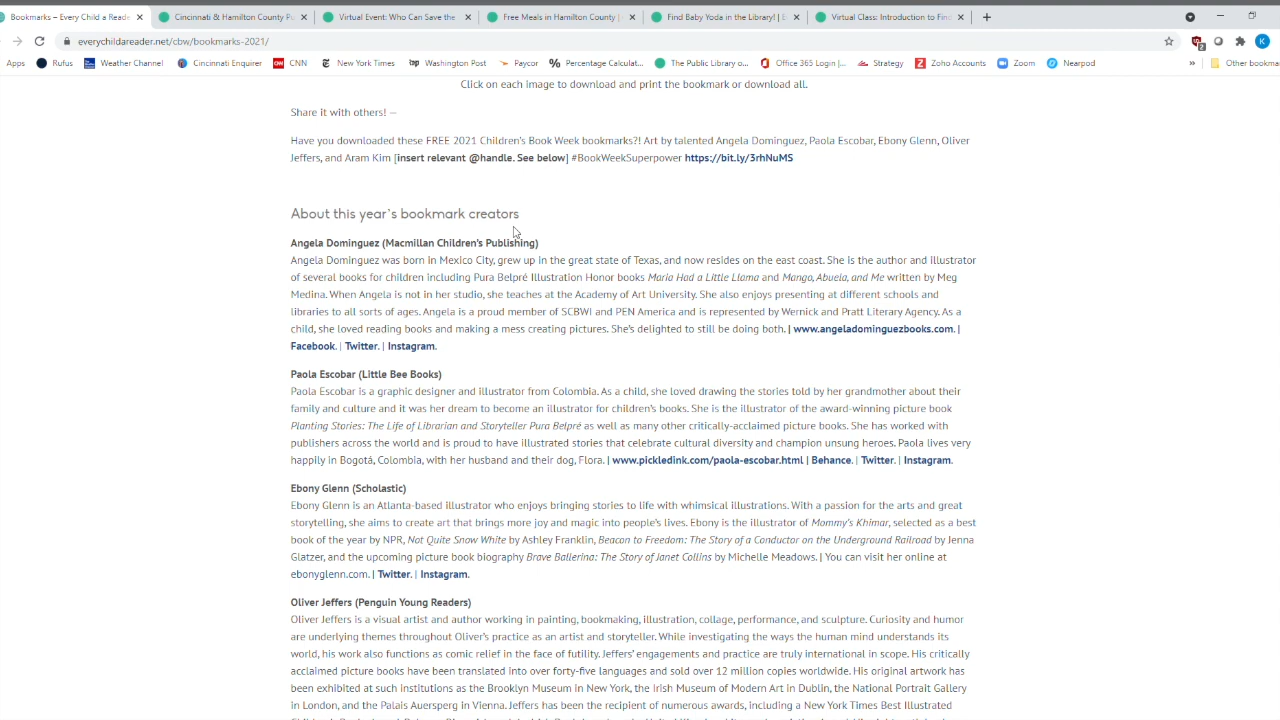 Bookmarks – Every Child a Reade
Cincinnati & Hamilton County Pu
Virtual Event: Who Can Save the
Free Meals in Hamilton County |
Find Baby Yoda in the Library! |
Virtual Class: Introduction to Fin
everychildareader.net/cbw/bookmarks-2021/
2
K
Apps Rufus Weather Channel Cincinnati Enquirer CNN New York Times Washington Post Paycor Percentage Calculat... The Public Library o... Office 365 Login |... Strategy Zoho Accounts Zoom Nearpod » Other bookma
Click on each image to download and print the bookmark or download all.
Share it with others! —
Have you downloaded these FREE 2021 Children's Book Week bookmarks?! Art by talented Angela Dominguez, Paola Escobar, Ebony Glenn, Oliver
Jeffers, and Aram Kim [insert relevant @handle. See below] #BookWeekSuperpower https://bit.ly/3rhNuMS
About this year's bookmark creators
Angela Dominguez (Macmillan Children's Publishing)
Angela Dominguez was born in Mexico City, grew up in the great state of Texas, and now resides on the east coast. She is the author and illustrator
of several books for children including Pura Belpré Illustration Honor books Maria Had a Little Llama and Mango, Abuela, and Me written by Meg
Medina. When Angela is not in her studio, she teaches at the Academy of Art University. She also enjoys presenting at different schools and
libraries to all sorts of ages. Angela is a proud member of SCBWI and PEN America and is represented by Wernick and Pratt Literary Agency. As a
child, she loved reading books and making a mess creating pictures. She's delighted to still be doing both. | www.angeladominguezbooks.com. |
Facebook. | Twitter. | Instagram.
Paola Escobar (Little Bee Books)
Paola Escobar is a graphic designer and illustrator from Colombia. As a child, she loved drawing the stories told by her grandmother about their
family and culture and it was her dream to become an illustrator for children's books. She is the illustrator of the award-winning picture book
Planting Stories: The Life of Librarian and Storyteller Pura Belpré as well as many other critically-acclaimed picture books. She has worked with
publishers across the world and is proud to have illustrated stories that celebrate cultural diversity and champion unsung heroes. Paola lives very
happily in Bogotá, Colombia, with her husband and their dog, Flora. | www.pickledink.com/paola-escobar.html | Behance. | Twitter. | Instagram.
Ebony Glenn (Scholastic)
Ebony Glenn is an Atlanta-based illustrator who enjoys bringing stories to life with whimsical illustrations. With a passion for the arts and great
storytelling, she aims to create art that brings more joy and magic into people's lives. Ebony is the illustrator of Mommy's Khimar, selected as a best
book of the year by NPR, Not Quite Snow White by Ashley Franklin, Beacon to Freedom: The Story of a Conductor on the Underground Railroad by Jenna
Glatzer, and the upcoming picture book biography Brave Ballerina: The Story of Janet Collins by Michelle Meadows. | You can visit her online at
ebonyglenn.com. | Twitter. | Instagram.
Oliver Jeffers (Penguin Young Readers)
Oliver Jeffers is a visual artist and author working in painting, bookmaking, illustration, collage, performance, and sculpture. Curiosity and humor
are underlying themes throughout Oliver's practice as an artist and storyteller. While investigating the ways the human mind understands its
world, his work also functions as comic relief in the face of futility. Jeffers' engagements and practice are truly international in scope. His critically
acclaimed picture books have been translated into over forty-five languages and sold over 12 million copies worldwide. His original artwork has
been exhibited at such institutions as the Brooklyn Museum in New York, the Irish Museum of Modern Art in Dublin, the National Portrait Gallery
in London, and the Palais Auersperg in Vienna. Jeffers has been the recipient of numerous awards, including a New York Times Best Illustrated